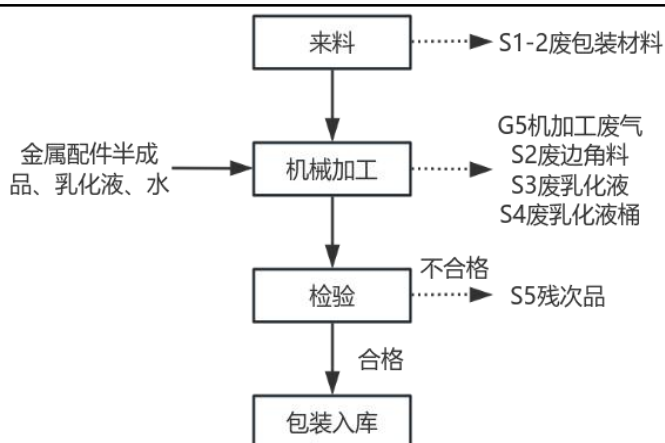 来料
S1-2废包装材料
金属配件半成
品、乳化液、水
机械加工
G5机加工废气
S2废边角料
S3废乳化液
S4废乳化液桶
检验
不合格
S5残次品
合格
包装入库